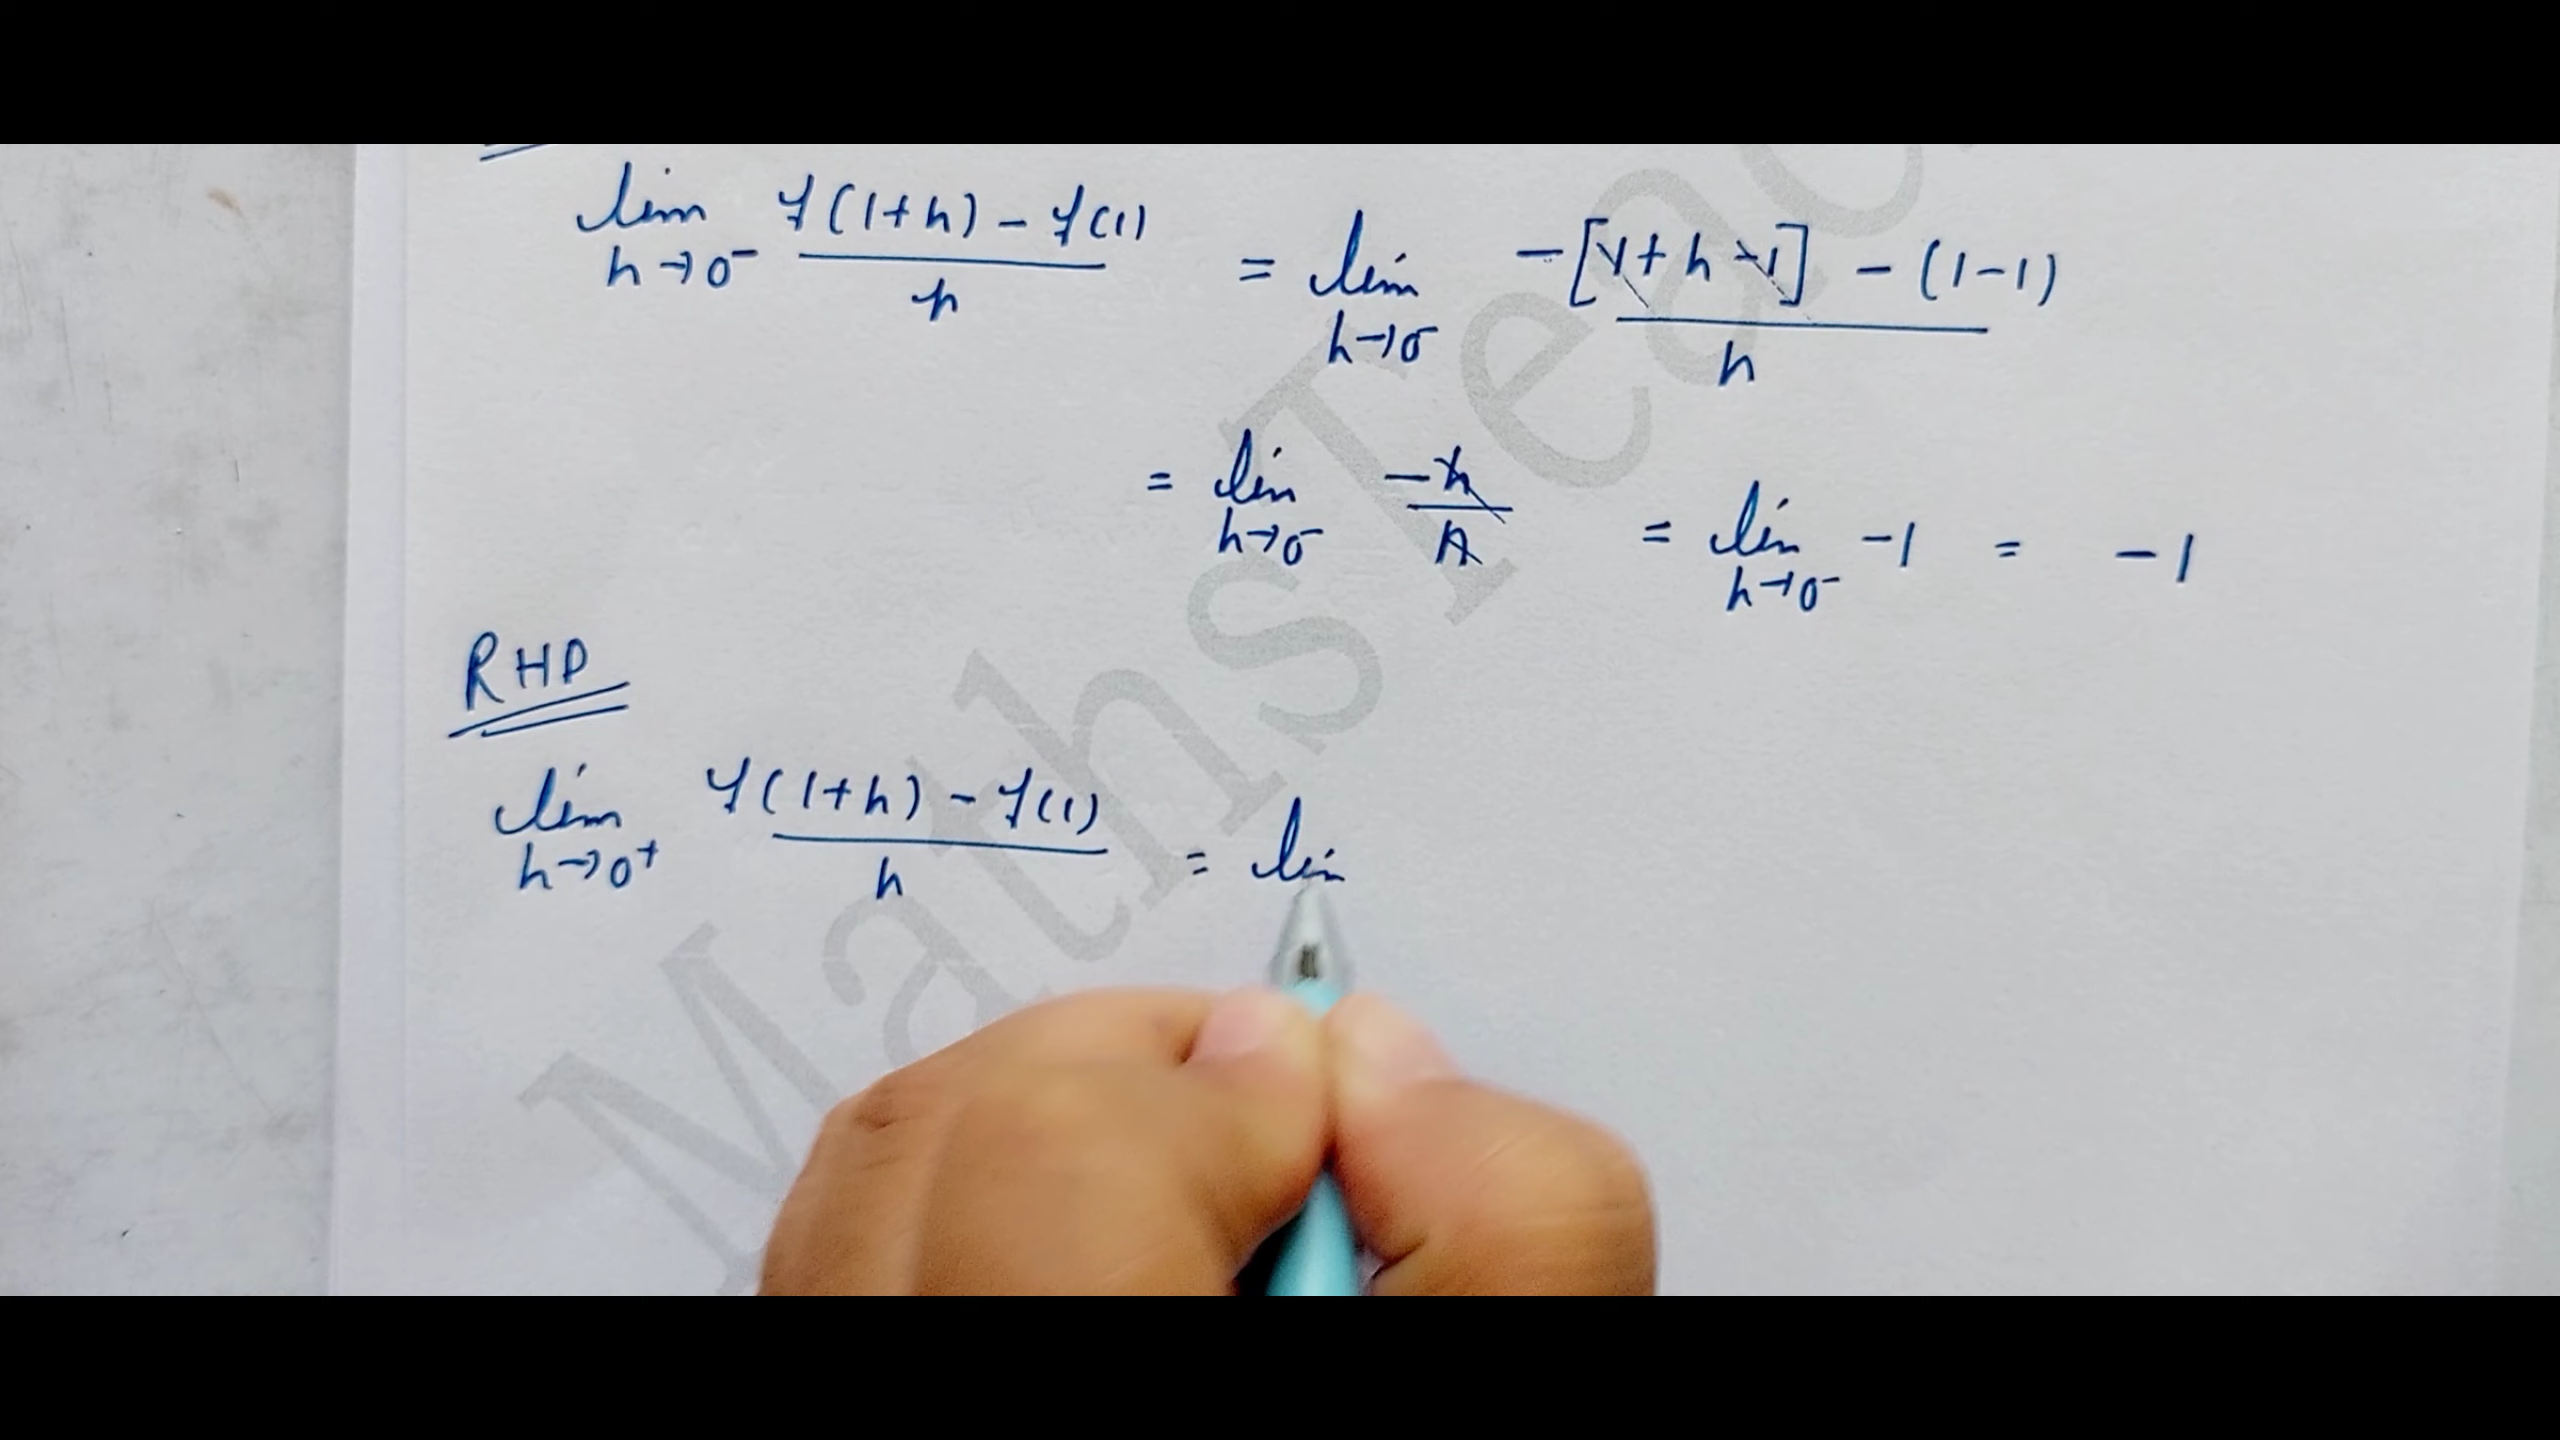 lim h→0⁻ f(1+h) - f(1) / h = lim h→0⁻ -[1+h-1] - (1-1) / h
= lim h→0⁻ -h / h = lim h→0⁻ -1 = -1
RHD
lim h→0⁺ f(1+h) - f(1) / h = lim